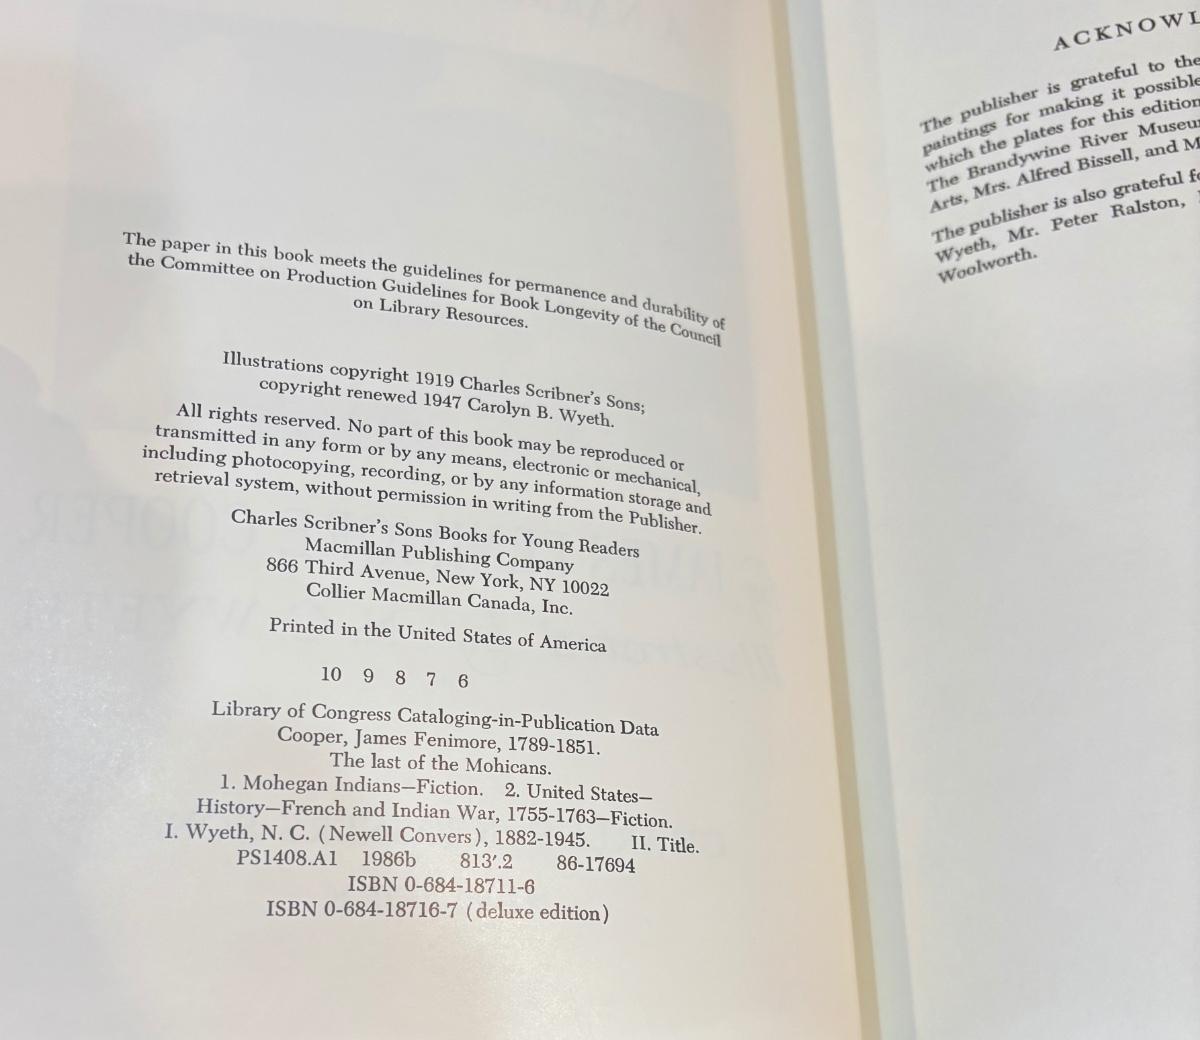 The paper in this book meets the guidelines for permanence and durability of
the Committee on Production Guidelines for Book Longevity of the Council
on Library Resources.
Illustrations copyright 1919 Charles Scribner's Sons;
copyright renewed 1947 Carolyn B. Wyeth.
All rights reserved. No part of this book may be reproduced or
transmitted in any form or by any means, electronic or mechanical,
including photocopying, recording, or by any information storage and
retrieval system, without permission in writing from the Publisher.
Charles Scribner's Sons Books for Young Readers
Macmillan Publishing Company
866 Third Avenue, New York, NY 10022
Collier Macmillan Canada, Inc.
Printed in the United States of America
10 9 8 7 6
Library of Congress Cataloging-in-Publication Data
Cooper, James Fenimore, 1789-1851.
The last of the Mohicans.
1. Mohegan Indians—Fiction. 2. United States—
History—French and Indian War, 1755-1763—Fiction.
I. Wyeth, N. C. (Newell Convers), 1882-1945. II. Title.
PS1408.A1 1986b 813′.2 86-17694
ISBN 0-684-18711-6
ISBN 0-684-18716-7 (deluxe edition)
ACKNOWL
The publisher is grateful to the
paintings for making it possible
which the plates for this edition
The Brandywine River Museu
Arts, Mrs. Alfred Bissell, and M
The publisher is also grateful fo
Wyeth, Mr. Peter Ralston,
Woolworth.